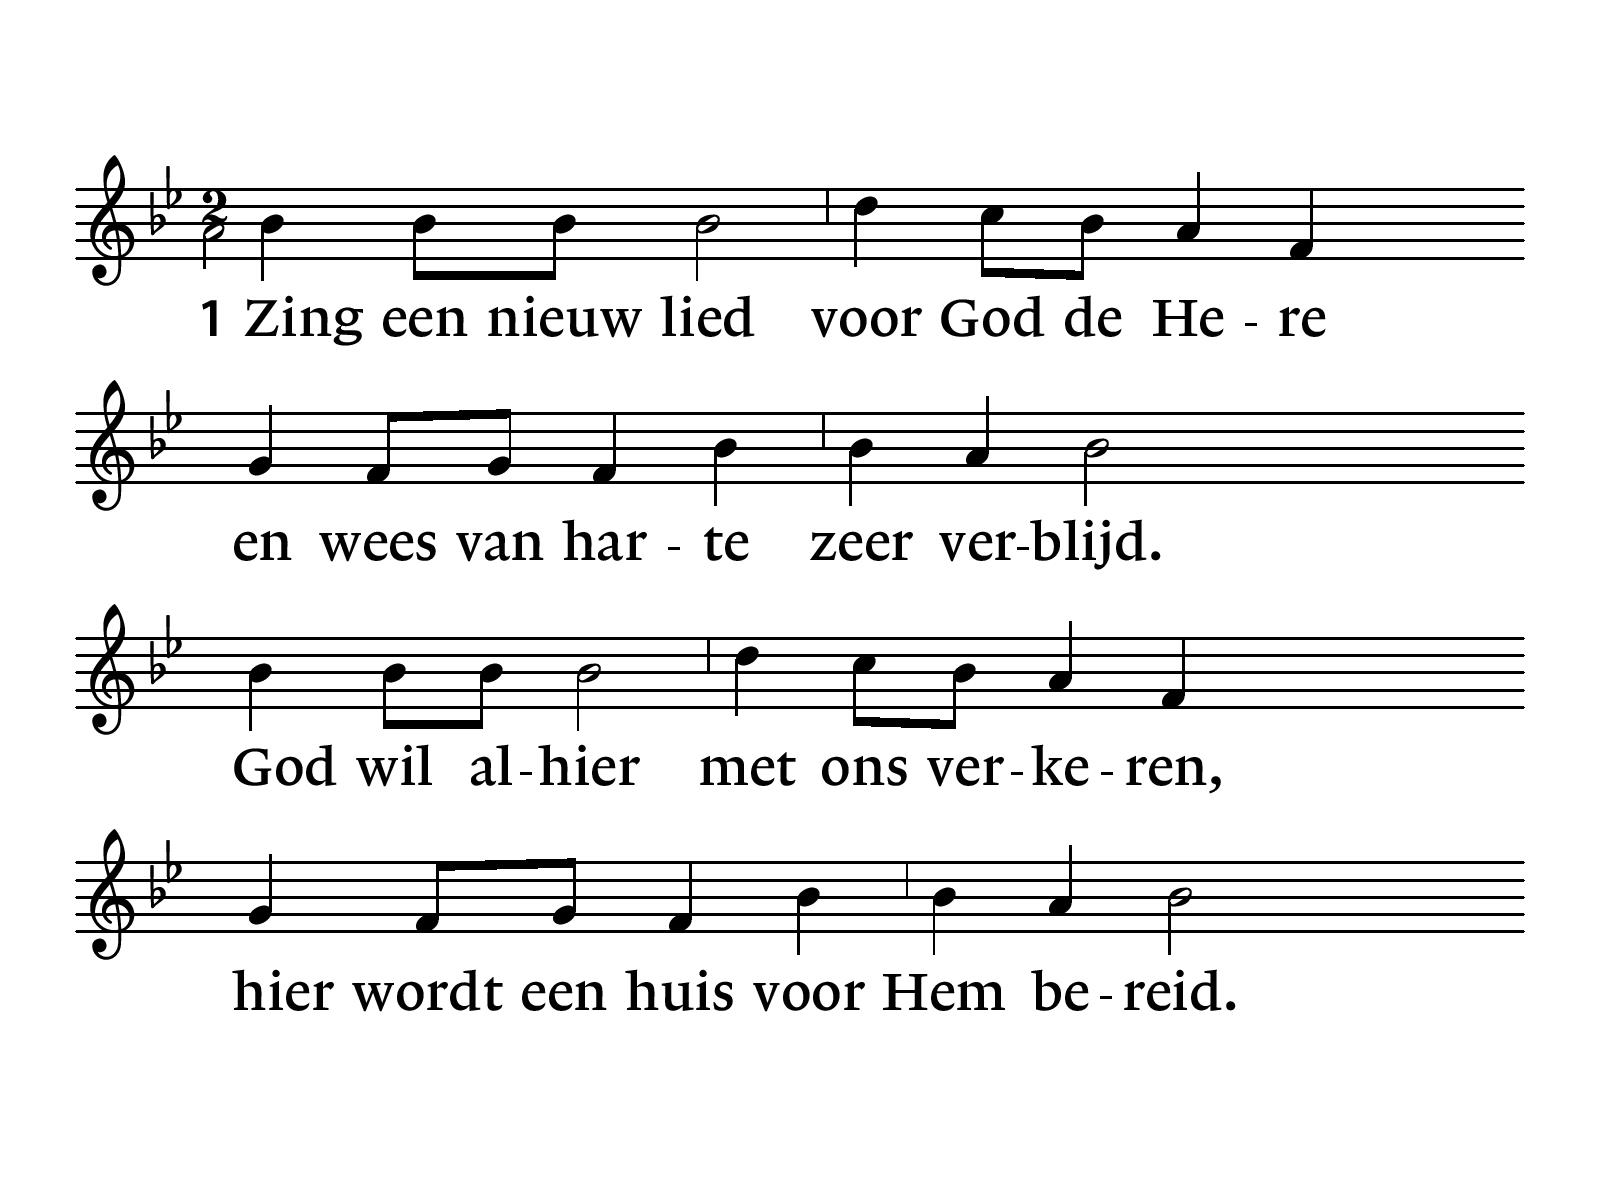 1 Zing een nieuw lied voor God de He - re
en wees van har - te zeer ver-blijd.
God wil al-hier met ons ver-ke-ren,
hier wordt een huis voor Hem be-reid.